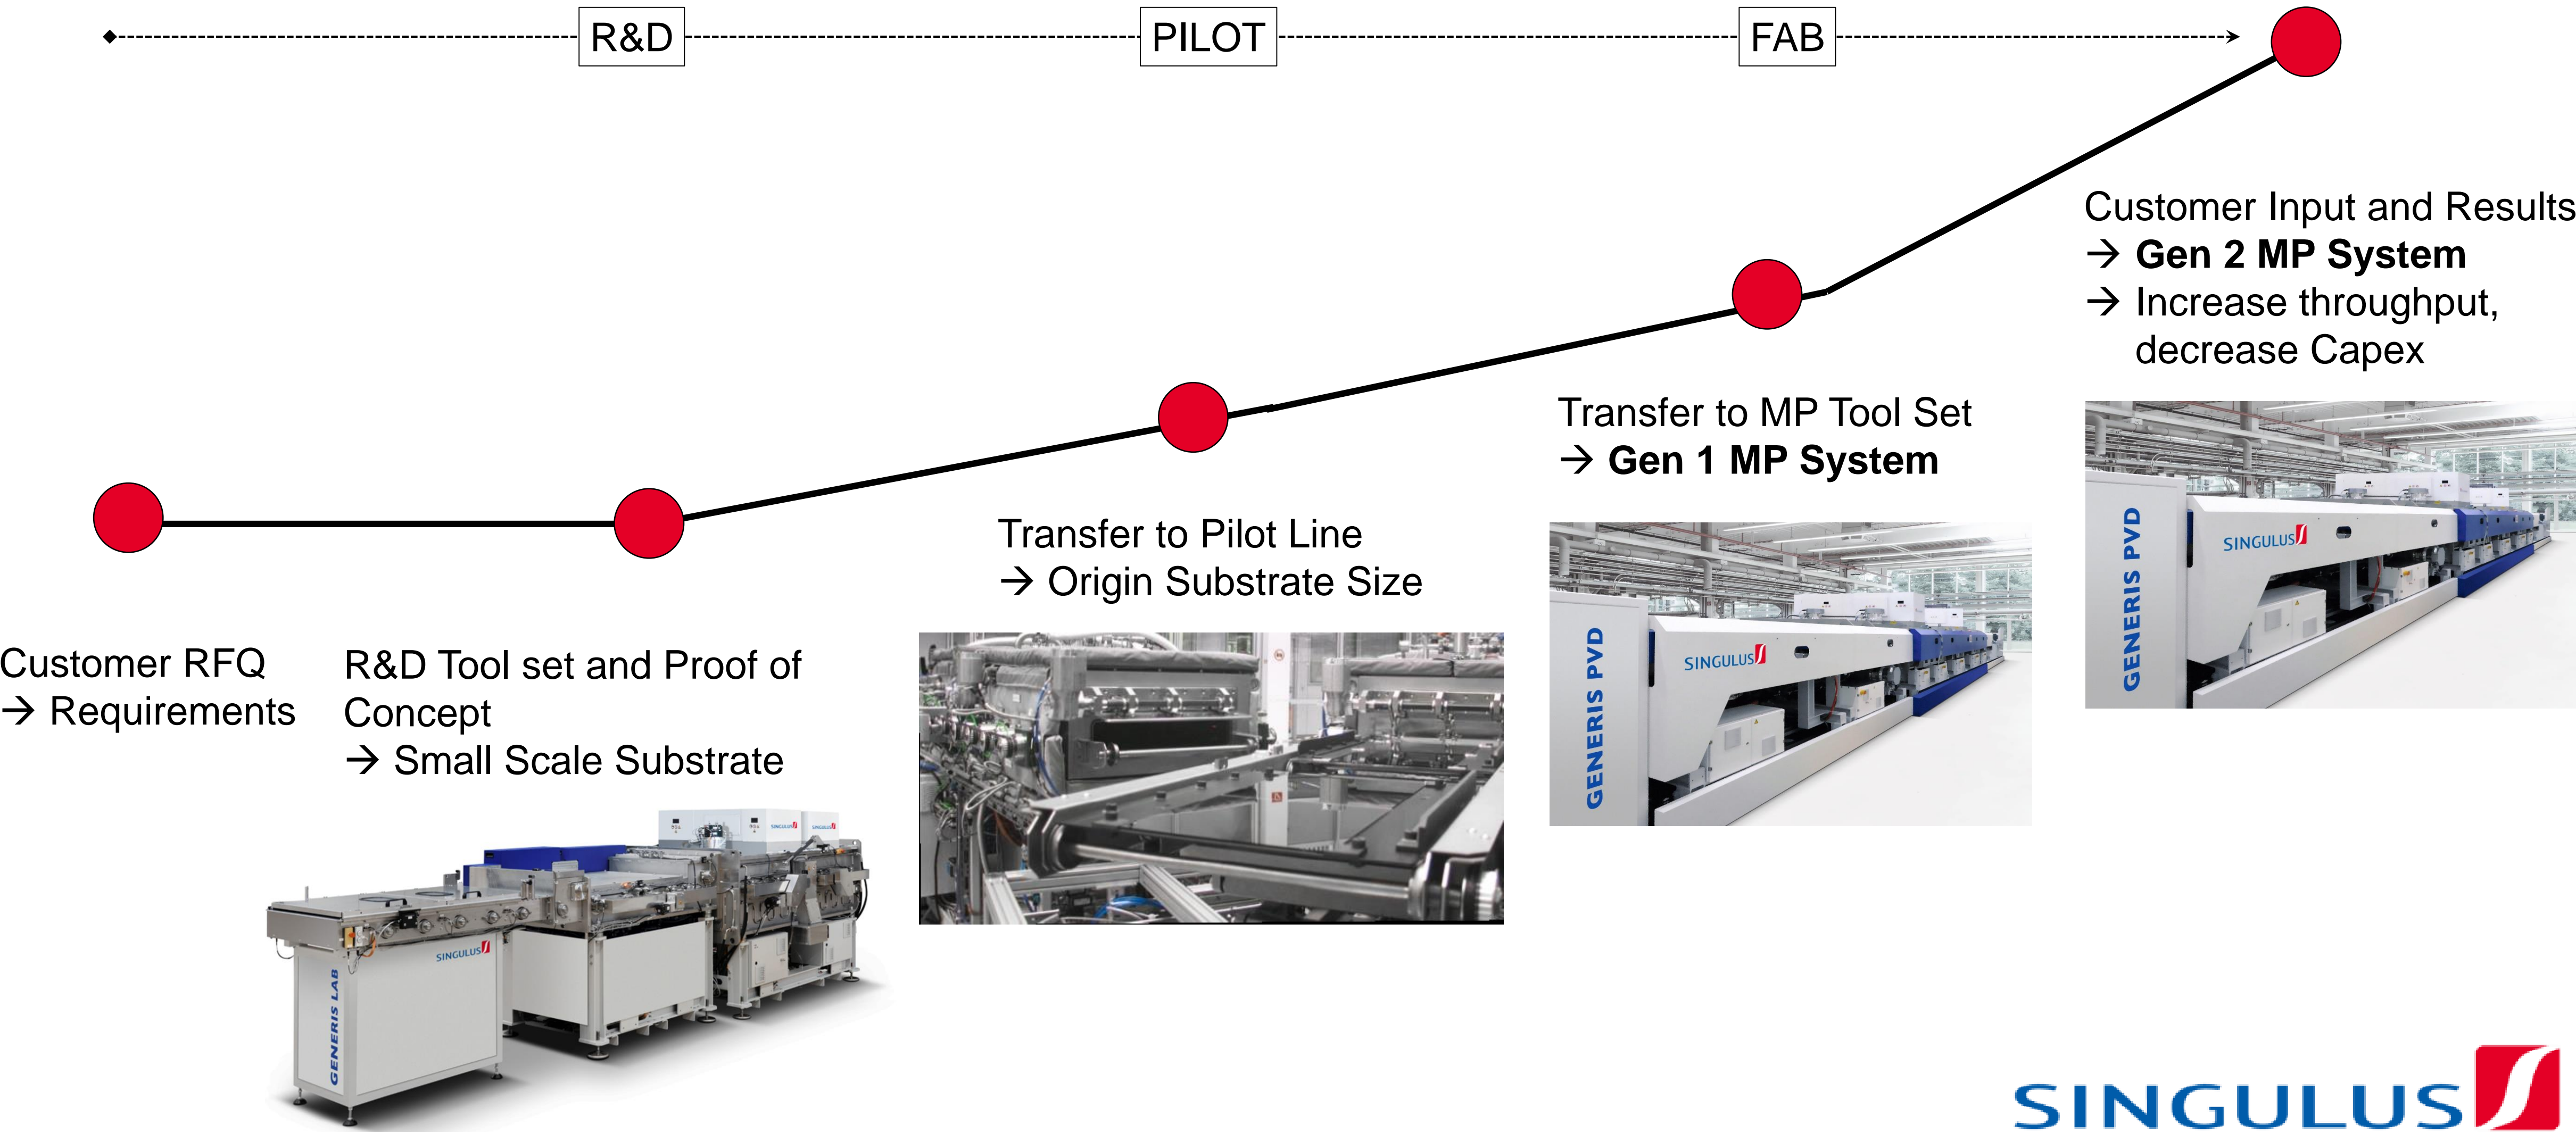 R&D
PILOT
FAB
Customer RFQ
→ Requirements
R&D Tool set and Proof of
Concept
→ Small Scale Substrate
Transfer to Pilot Line
→ Origin Substrate Size
Transfer to MP Tool Set
→ Gen 1 MP System
Customer Input and Results
→ Gen 2 MP System
→ Increase throughput,
decrease Capex
SINGULUS
SINGULUS
SINGULUS
GENERIS LAB
GENERIS PVD
SINGULUS
GENERIS PVD
SINGULUS
SINGULUS